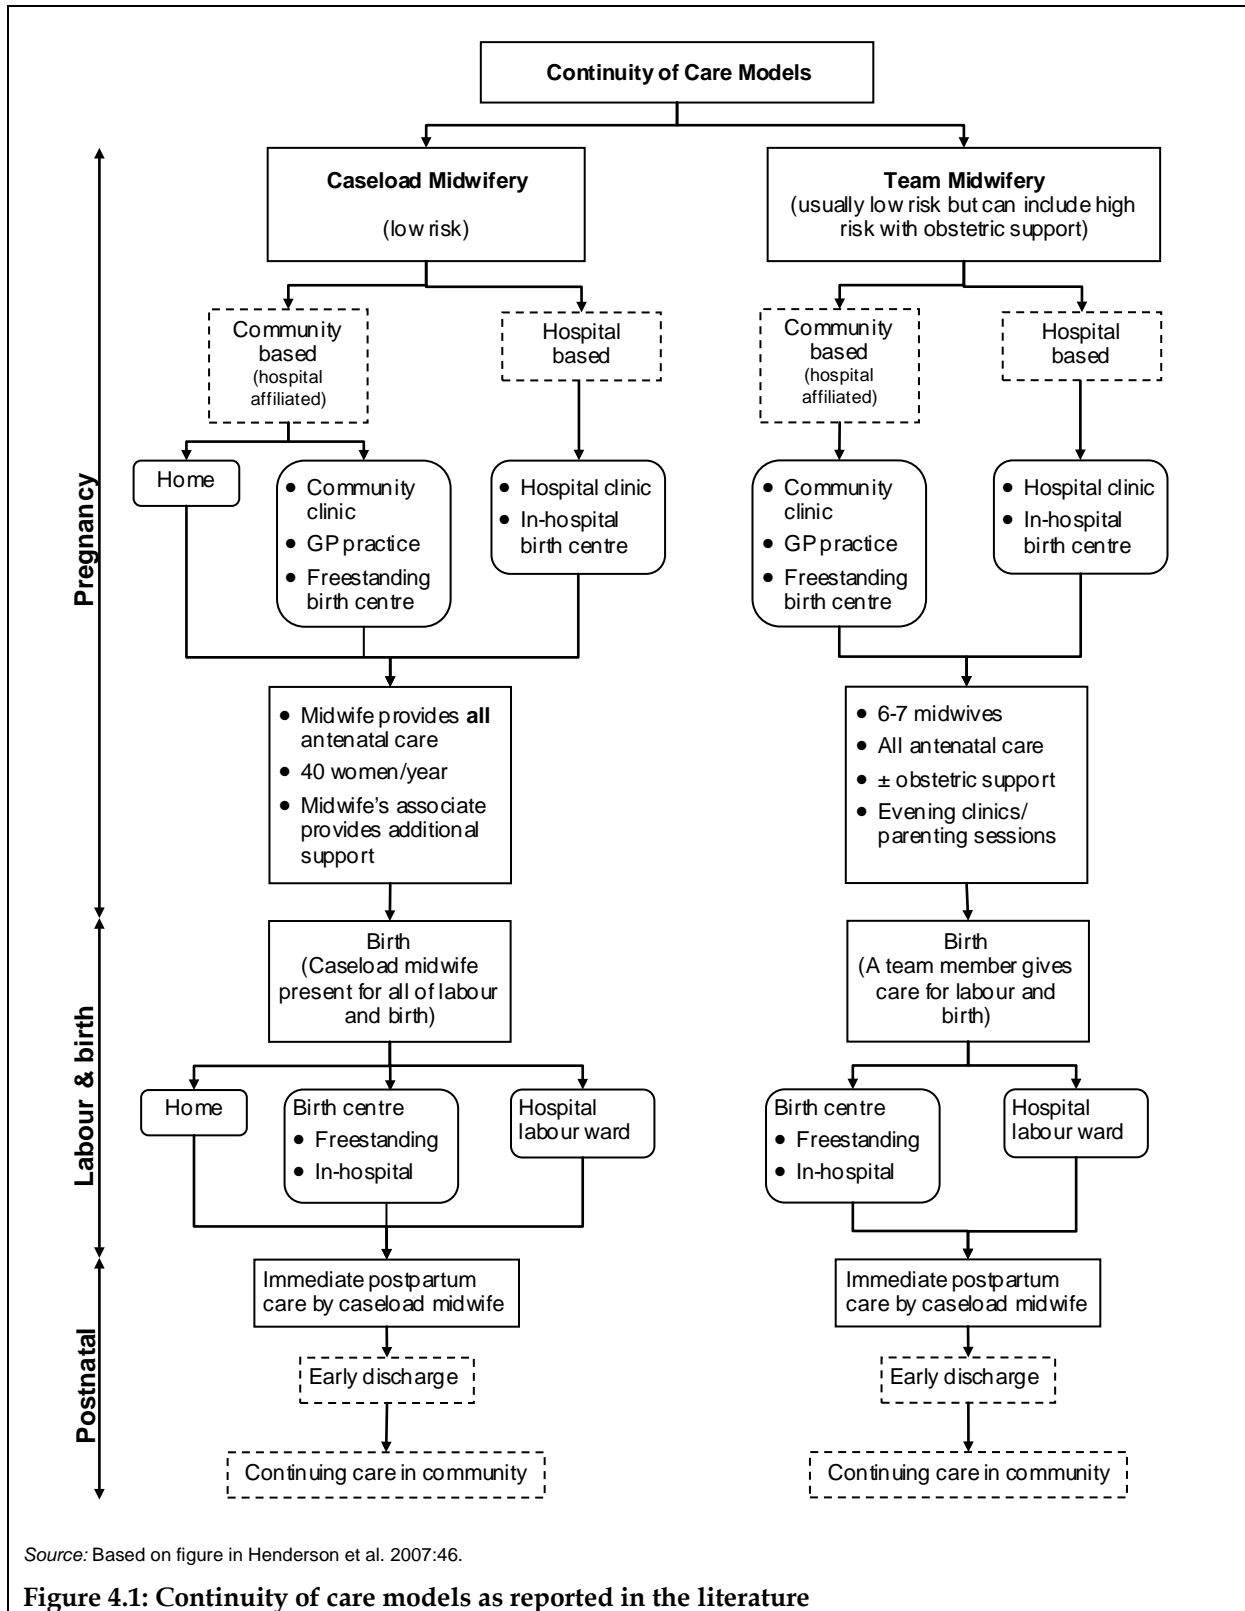 Continuity of Care Models
Caseload Midwifery
(low risk)
Team Midwifery
(usually low risk but can include high
risk with obstetric support)
Pregnancy
Community
based
(hospital
affiliated)
Hospital
based
Community
based
(hospital
affiliated)
Hospital
based
Home
• Community
clinic
• GP practice
• Freestanding
birth centre
• Hospital clinic
• In-hospital
birth centre
• Community
clinic
• GP practice
• Freestanding
birth centre
• Hospital clinic
• In-hospital
birth centre
• Midwife provides all
antenatal care
• 40 women/year
• Midwife's associate
provides additional
support
• 6-7 midwives
• All antenatal care
• ± obstetric support
• Evening clinics/
parenting sessions
Labour & birth
Birth
(Caseload midwife
present for all of labour
and birth)
Birth
(A team member gives
care for labour and
birth)
Home
Birth centre
• Freestanding
• In-hospital
Hospital
labour ward
Birth centre
• Freestanding
• In-hospital
Hospital
labour ward
Postnatal
Immediate postpartum
care by caseload midwife
Immediate postpartum
care by caseload midwife
Early discharge
Early discharge
Continuing care in community
Continuing care in community
Source: Based on figure in Henderson et al. 2007:46.
Figure 4.1: Continuity of care models as reported in the literature